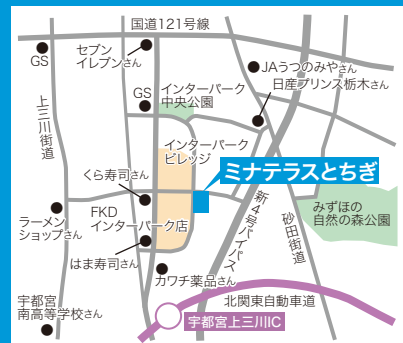 国道121号線
GS
セブン
イレブンさん
JAうつのみやさん
日産プリンス栃木さん
上三川街道
GS
インターパーク
中央公園
インターパーク
ビレッジ
ミナテラスとちぎ
くら寿司さん
新4号バイパス
砂田街道
みずほの
自然の森公園
ラーメン
ショップさん
FKD
インターパーク店
はま寿司さん
カワチ薬品さん
北関東自動車道
宇都宮上三川IC
宇都宮
南高等学校さん